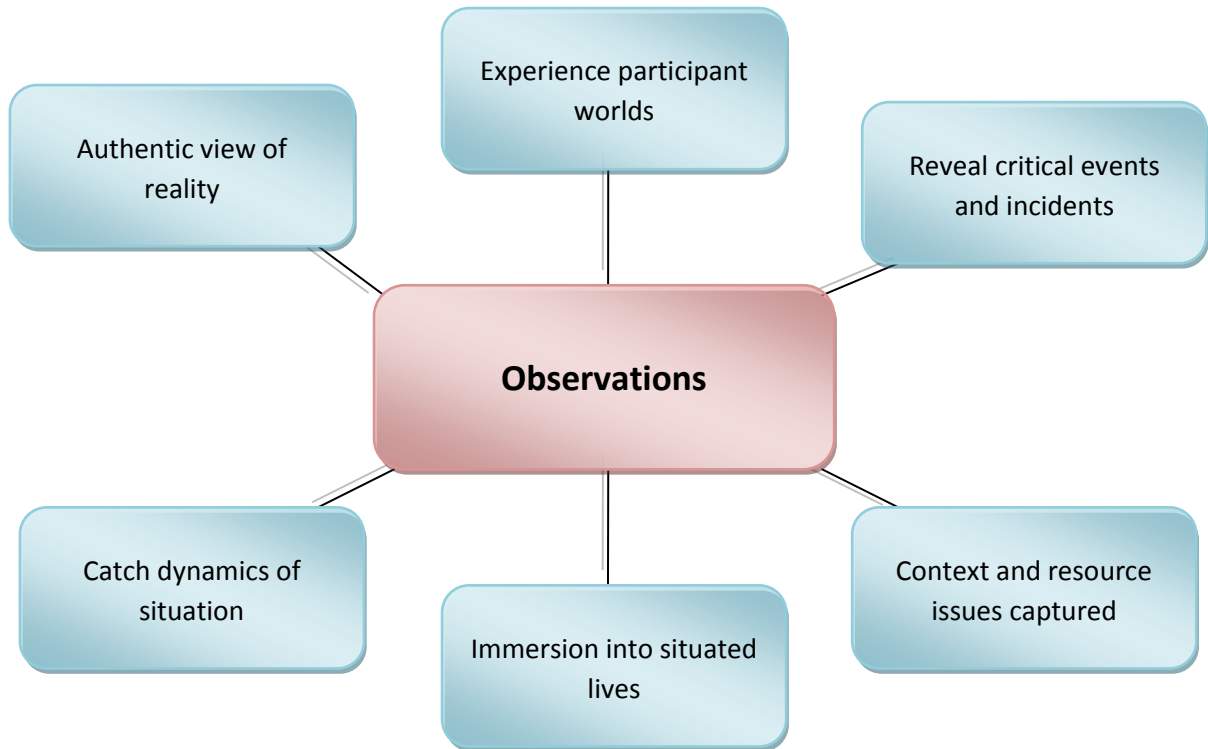 Experience participant
worlds
Authentic view of
reality
Reveal critical events
and incidents
Observations
Catch dynamics of
situation
Context and resource
issues captured
Immersion into situated
lives